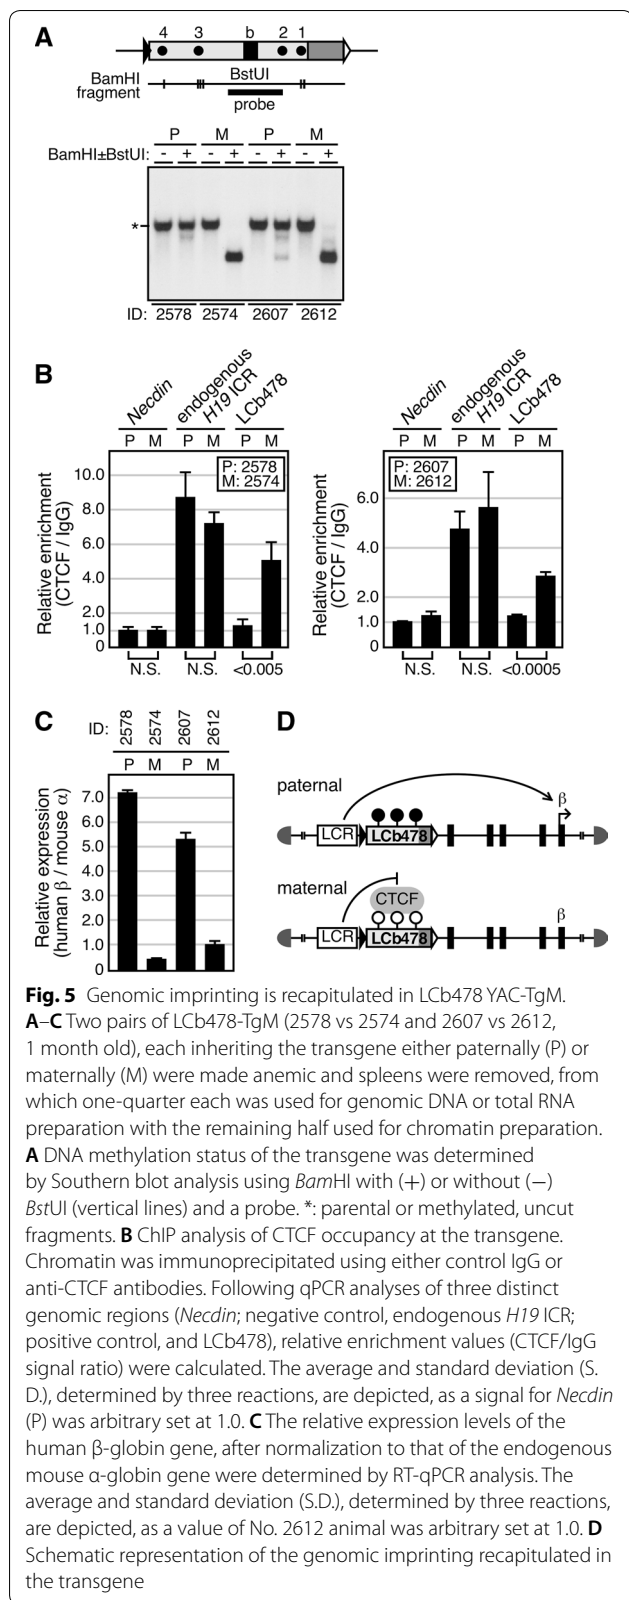 A
4 3 b 2 1
BamHI
fragment
BstUI
probe
P M P M
BamHI±BstUI: - + - + - + - +
*
ID: 2578 2574 2607 2612
B
Necdin
endogenous
H19 ICR
LCb478
P M P M P M
P: 2578
M: 2574
Relative enrichment
(CTCF / IgG)
10.0
8.0
6.0
4.0
2.0
1.0
0
N.S. N.S. <0.005
Necdin
endogenous
H19 ICR
LCb478
P M P M P M
P: 2607
M: 2612
Relative enrichment
(CTCF / IgG)
6.0
4.0
2.0
1.0
0
N.S. N.S. <0.0005
C
ID: 2578 2574 2607 2612
P M P M
Relative expression
(human β / mouse α)
7.0
6.0
5.0
4.0
3.0
2.0
1.0
0
D
paternal
β
LCR LCb478
maternal
CTCF
β
LCR LCb478
Fig. 5 Genomic imprinting is recapitulated in LCb478 YAC-TgM.
A–C Two pairs of LCb478-TgM (2578 vs 2574 and 2607 vs 2612,
1 month old), each inheriting the transgene either paternally (P) or
maternally (M) were made anemic and spleens were removed, from
which one-quarter each was used for genomic DNA or total RNA
preparation with the remaining half used for chromatin preparation.
A DNA methylation status of the transgene was determined
by Southern blot analysis using BamHI with (+) or without (−)
BstUI (vertical lines) and a probe. *: parental or methylated, uncut
fragments. B ChIP analysis of CTCF occupancy at the transgene.
Chromatin was immunoprecipitated using either control IgG or
anti-CTCF antibodies. Following qPCR analyses of three distinct
genomic regions (Necdin; negative control, endogenous H19 ICR;
positive control, and LCb478), relative enrichment values (CTCF/IgG
signal ratio) were calculated. The average and standard deviation (S.
D.), determined by three reactions, are depicted, as a signal for Necdin
(P) was arbitrary set at 1.0. C The relative expression levels of the
human β-globin gene, after normalization to that of the endogenous
mouse α-globin gene were determined by RT-qPCR analysis. The
average and standard deviation (S.D.), determined by three reactions,
are depicted, as a value of No. 2612 animal was arbitrary set at 1.0. D
Schematic representation of the genomic imprinting recapitulated in
the transgene